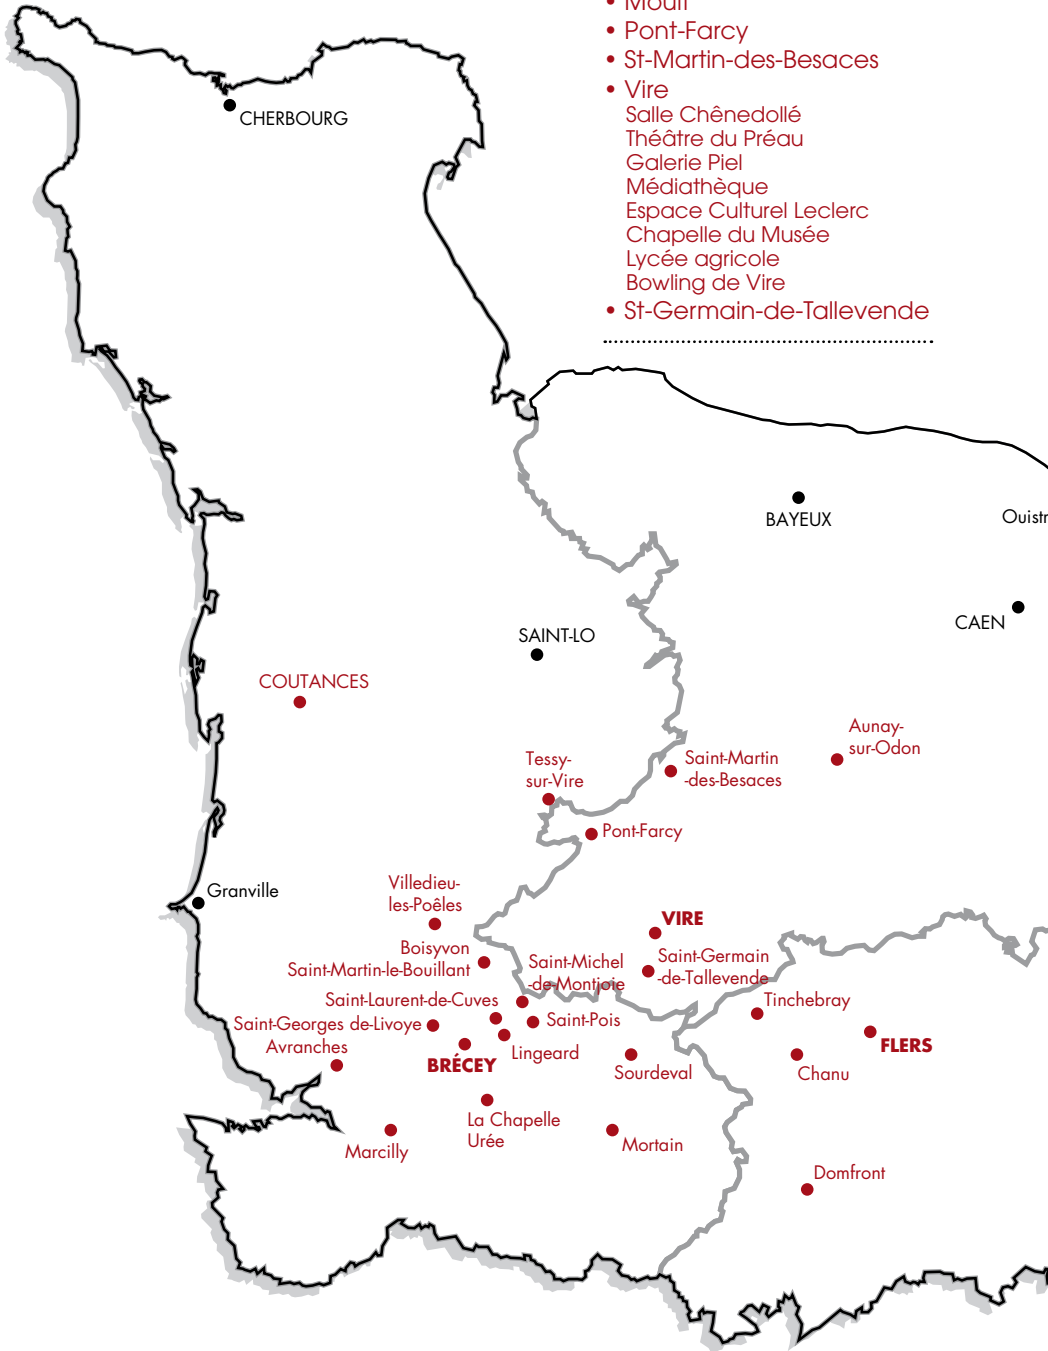 • Pont-Farcy
• St-Martin-des-Besaces
• Vire
Salle Chênedollé
Théâtre du Préau
Galerie Piel
Médiathèque
Espace Culturel Leclerc
Chapelle du Musée
Lycée agricole
Bowling de Vire
• St-Germain-de-Tallevende
CHERBOURG
BAYEUX
Ouistr
CAEN
SAINT-LO
COUTANCES
Aunay-
sur-Odon
Tessy-
sur-Vire
Saint-Martin
-des-Besaces
Pont-Farcy
Granville
Villedieu-
les-Poêles
VIRE
Boisyvon
Saint-Martin-le-Bouillant
Saint-Michel
-de-Montjoie
Saint-Germain
-de-Tallevende
Saint-Laurent-de-Cuves
Tinchebray
Saint-Georges de-Livoye
Saint-Pois
Avranches
BRÉCEY
Lingeard
FLERS
Sourdeval
Chanu
La Chapelle
Urée
Marcilly
Mortain
Domfront